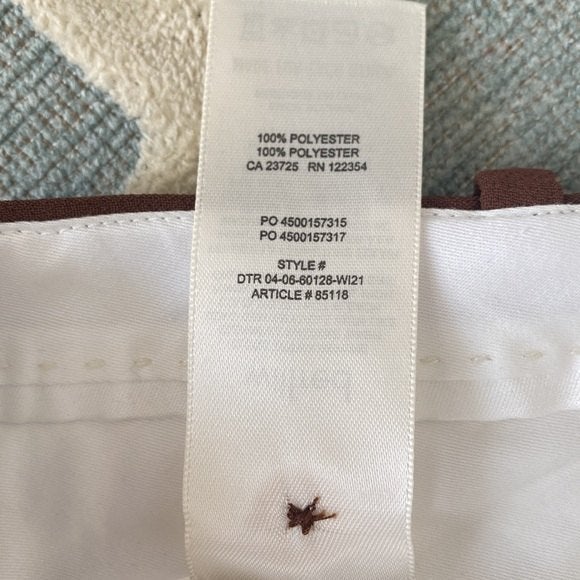 100% POLYESTER
100% POLYESTER
CA 23725 RN 122354
PO 4500157315
PO 4500157317
STYLE #
DTR 04-06-60128-WI21
ARTICLE # 85118